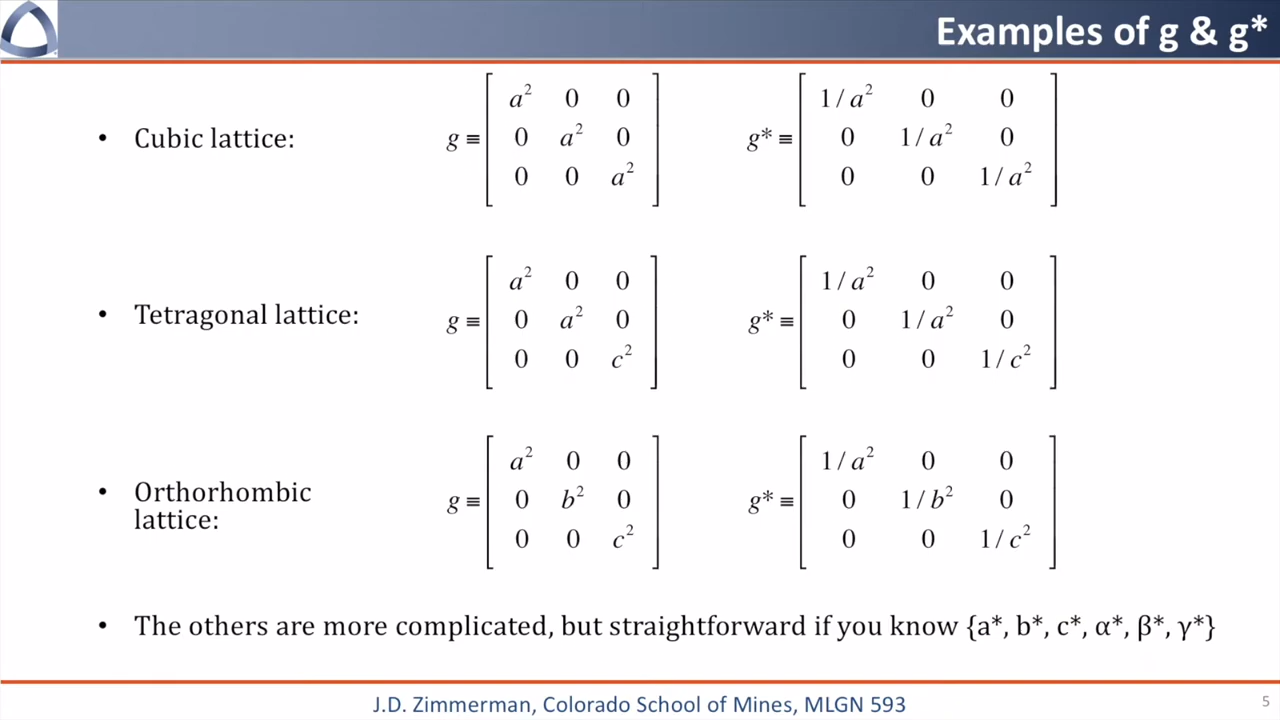 Examples of g & g*
• Cubic lattice:
g ≡ [ a² 0 0
0 a² 0
0 0 a² ]
g* ≡ [ 1/a² 0 0
0 1/a² 0
0 0 1/a² ]
• Tetragonal lattice:
g ≡ [ a² 0 0
0 a² 0
0 0 c² ]
g* ≡ [ 1/a² 0 0
0 1/a² 0
0 0 1/c² ]
• Orthorhombic
lattice:
g ≡ [ a² 0 0
0 b² 0
0 0 c² ]
g* ≡ [ 1/a² 0 0
0 1/b² 0
0 0 1/c² ]
• The others are more complicated, but straightforward if you know {a*, b*, c*, α*, β*, γ*}
J.D. Zimmerman, Colorado School of Mines, MLGN 593
5